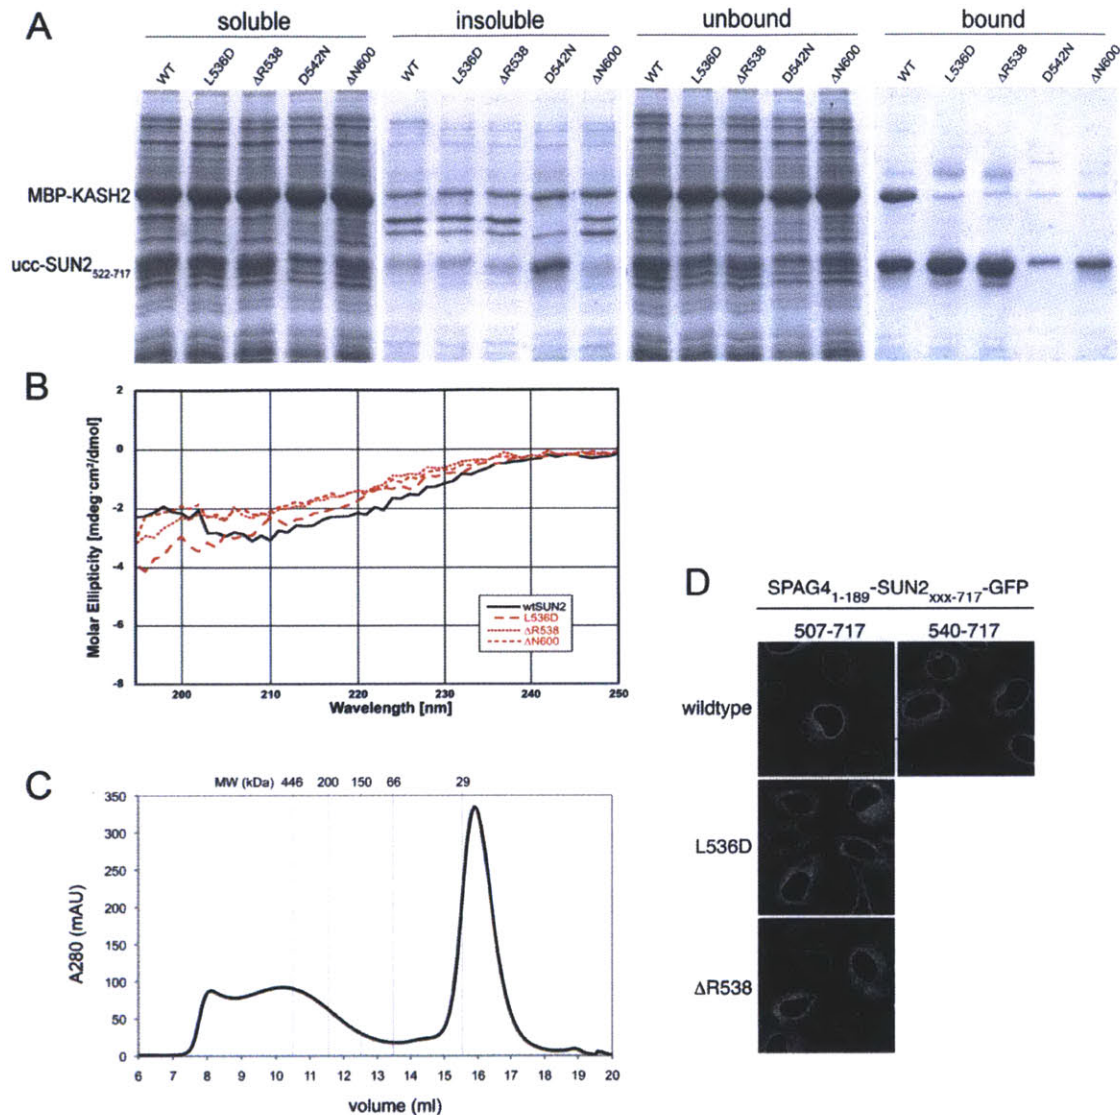 A
soluble insoluble unbound bound
WT L536D ΔR538 D542N ΔN600 WT L536D ΔR538 D542N ΔN600 WT L536D ΔR538 D542N ΔN600 WT L536D ΔR538 D542N ΔN600
MBP-KASH2
ucc-SUN2522-717
B
2
0
-2
-4
-6
-8
Molar Ellipticity [mdeg·cm²/dmol]
wtSUN2
L536D
ΔR538
ΔN600
200 210 220 230 240 250
Wavelength [nm]
C
MW (kDa) 446 200 150 66 29
350
300
250
200
150
100
50
0
A280 (mAU)
6 7 8 9 10 11 12 13 14 15 16 17 18 19 20
volume (ml)
D
SPAG41-189-SUN2xxx-717-GFP
507-717 540-717
wildtype
L536D
ΔR538